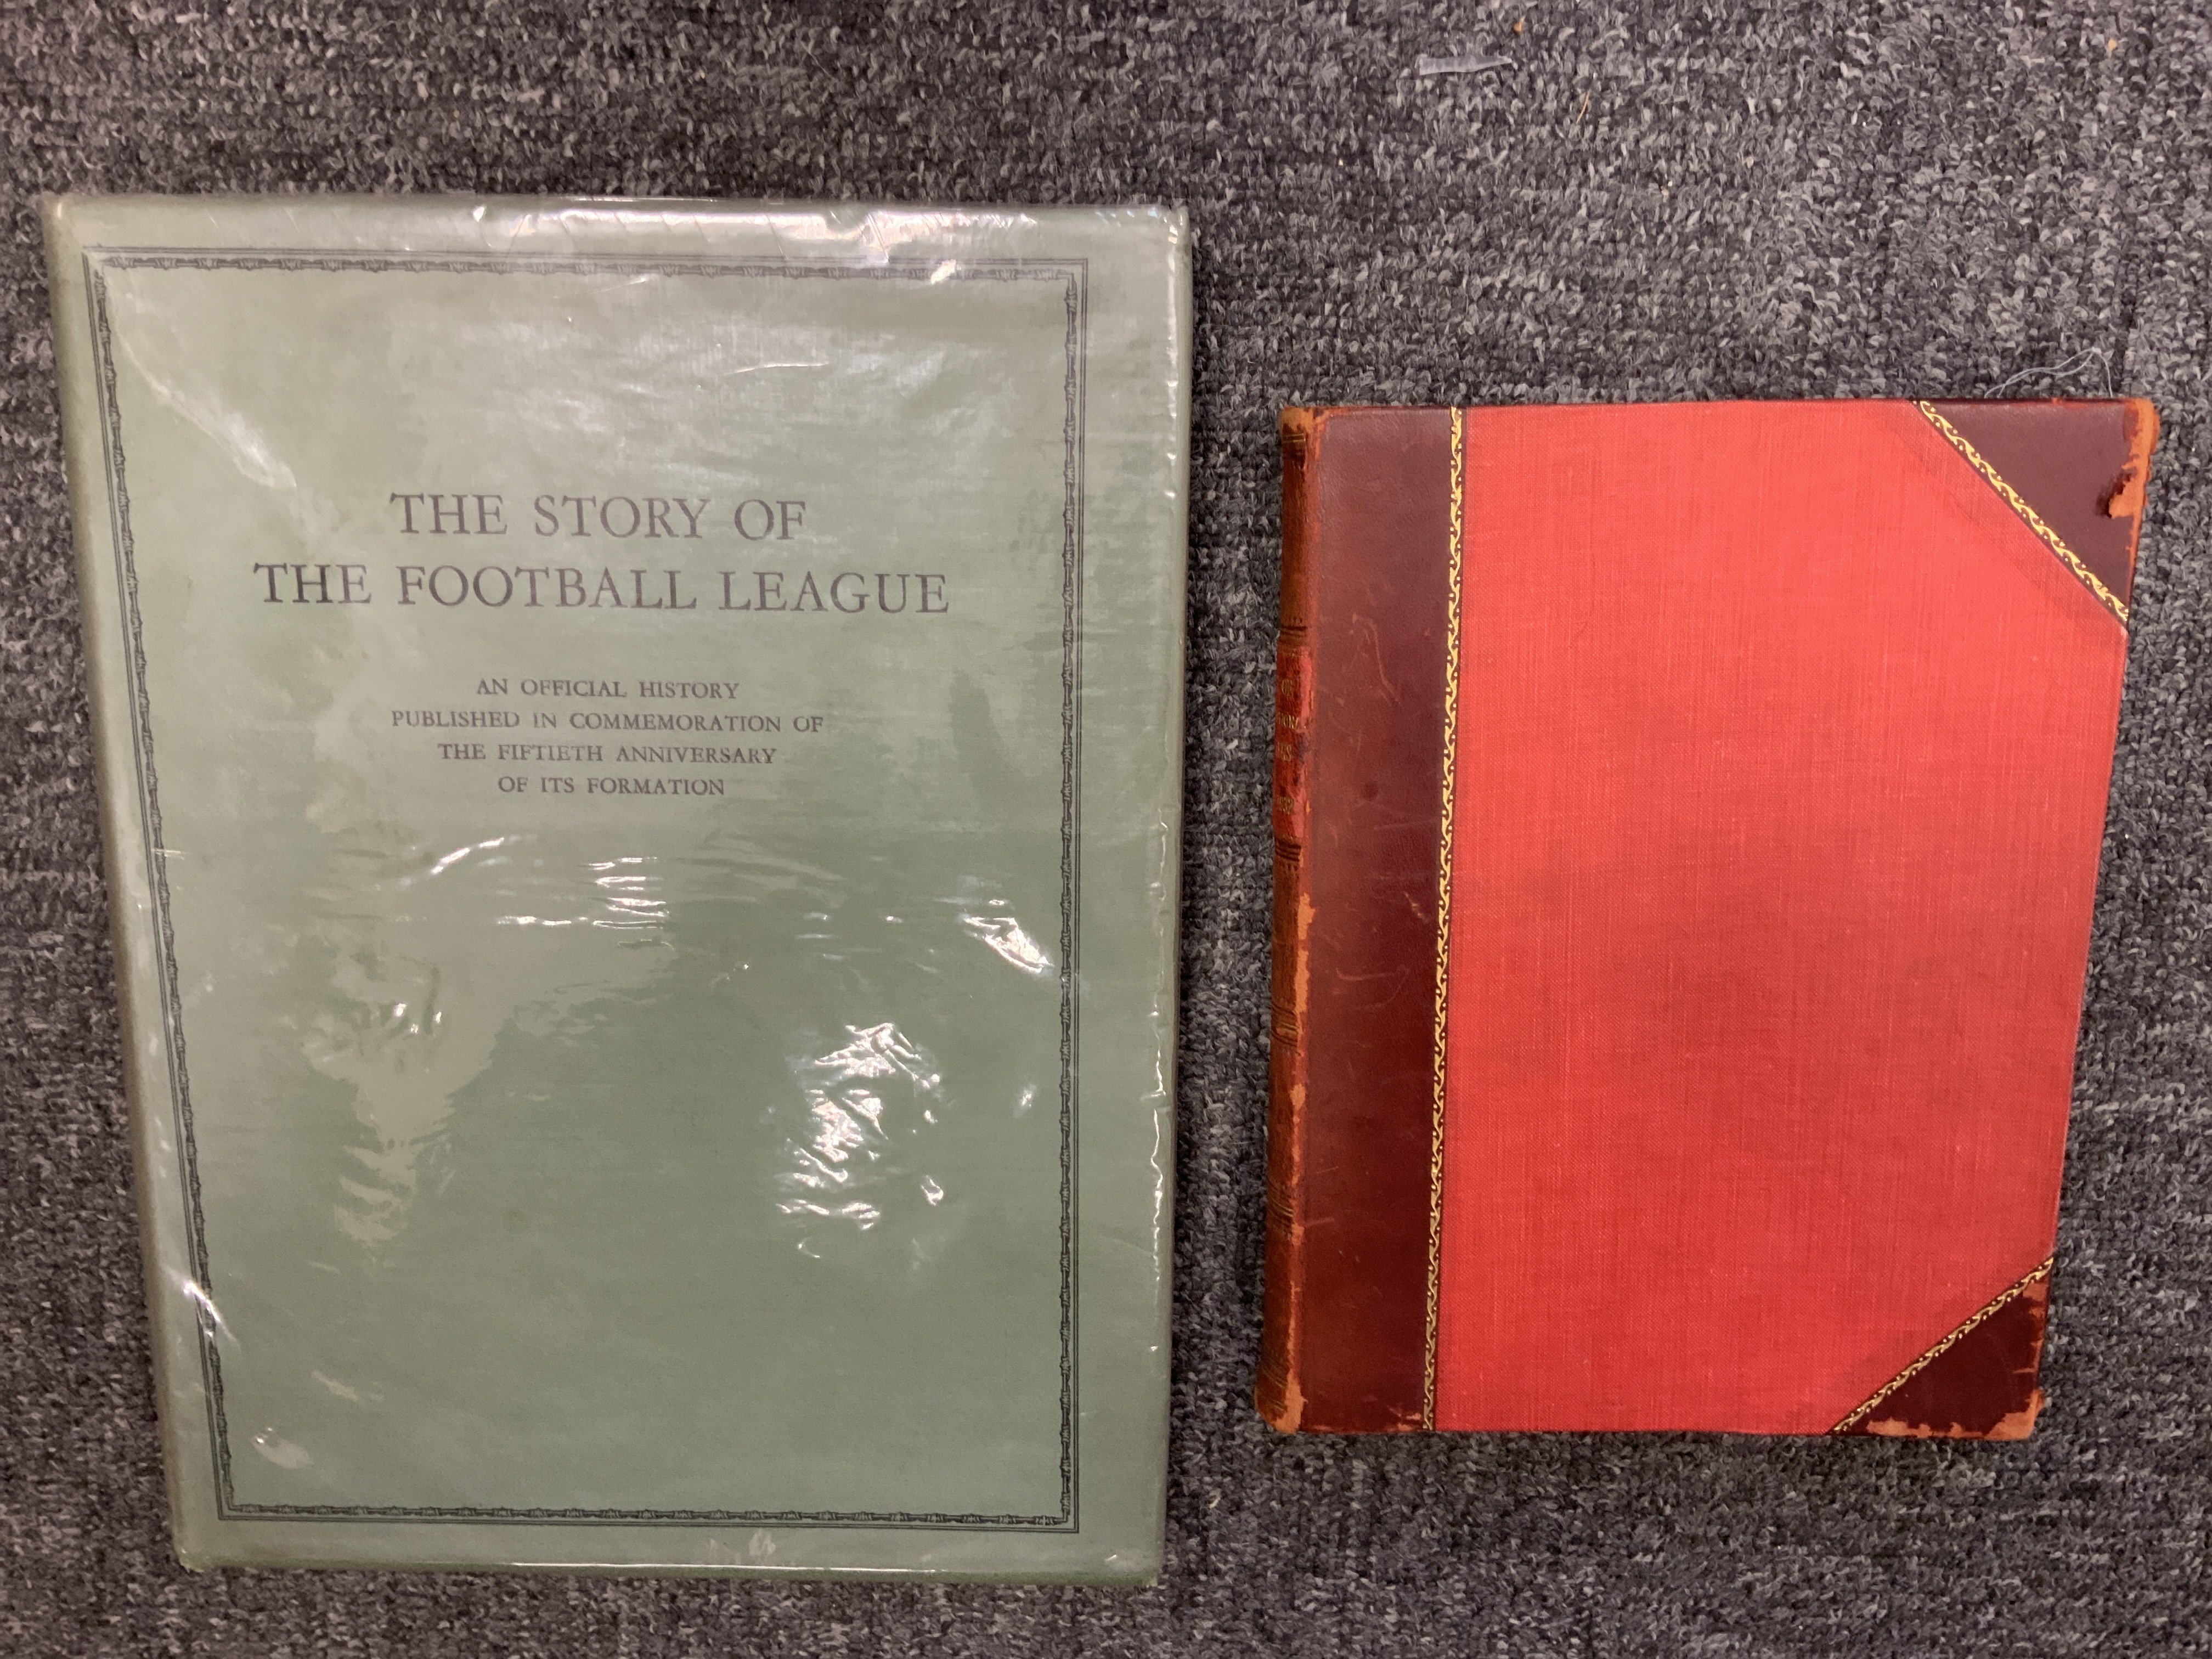 THE STORY OF
THE FOOTBALL LEAGUE
AN OFFICIAL HISTORY
PUBLISHED IN COMMEMORATION OF
THE FIFTIETH ANNIVERSARY
OF ITS FORMATION